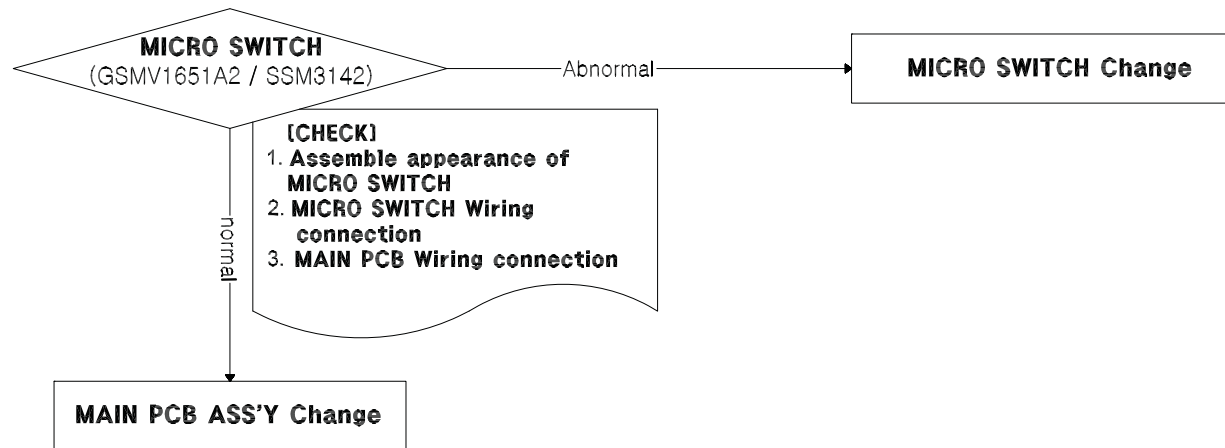 MICRO SWITCH
(GSMV1651A2 / SSM3142)
Abnormal
MICRO SWITCH Change
[CHECK]
1. Assemble appearance of
MICRO SWITCH
2. MICRO SWITCH Wiring
connection
3. MAIN PCB Wiring connection
normal
MAIN PCB ASS'Y Change